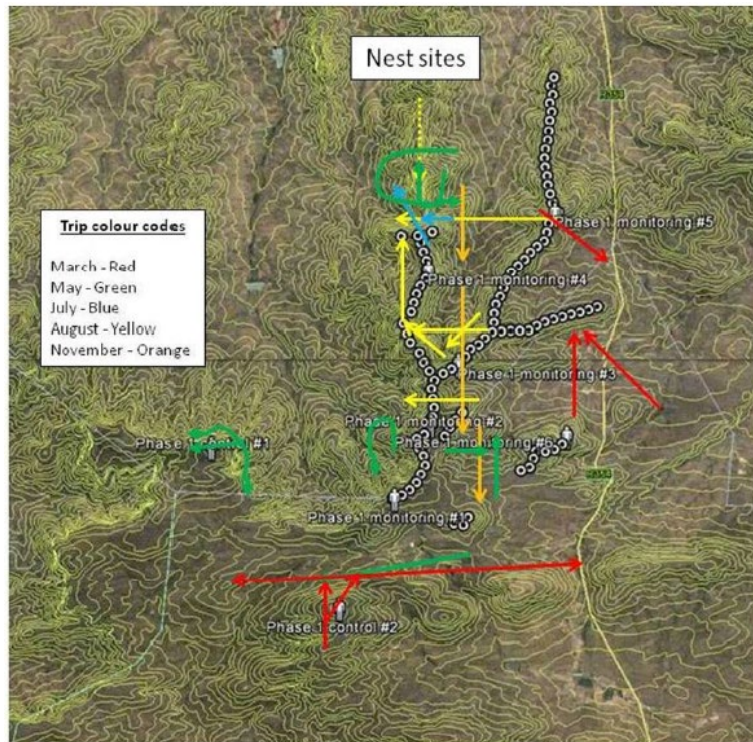 Nest sites
R354
Trip colour codes
March - Red
May - Green
July - Blue
August - Yellow
November - Orange
Phase 1 monitoring #5
Phase 1 monitoring #4
Phase 1 monitoring #3
Phase 1 monitoring #2
Phase 1 control #1
Phase 1 monitoring #6
R354
Phase 1 monitoring #1
Phase 1 control #2